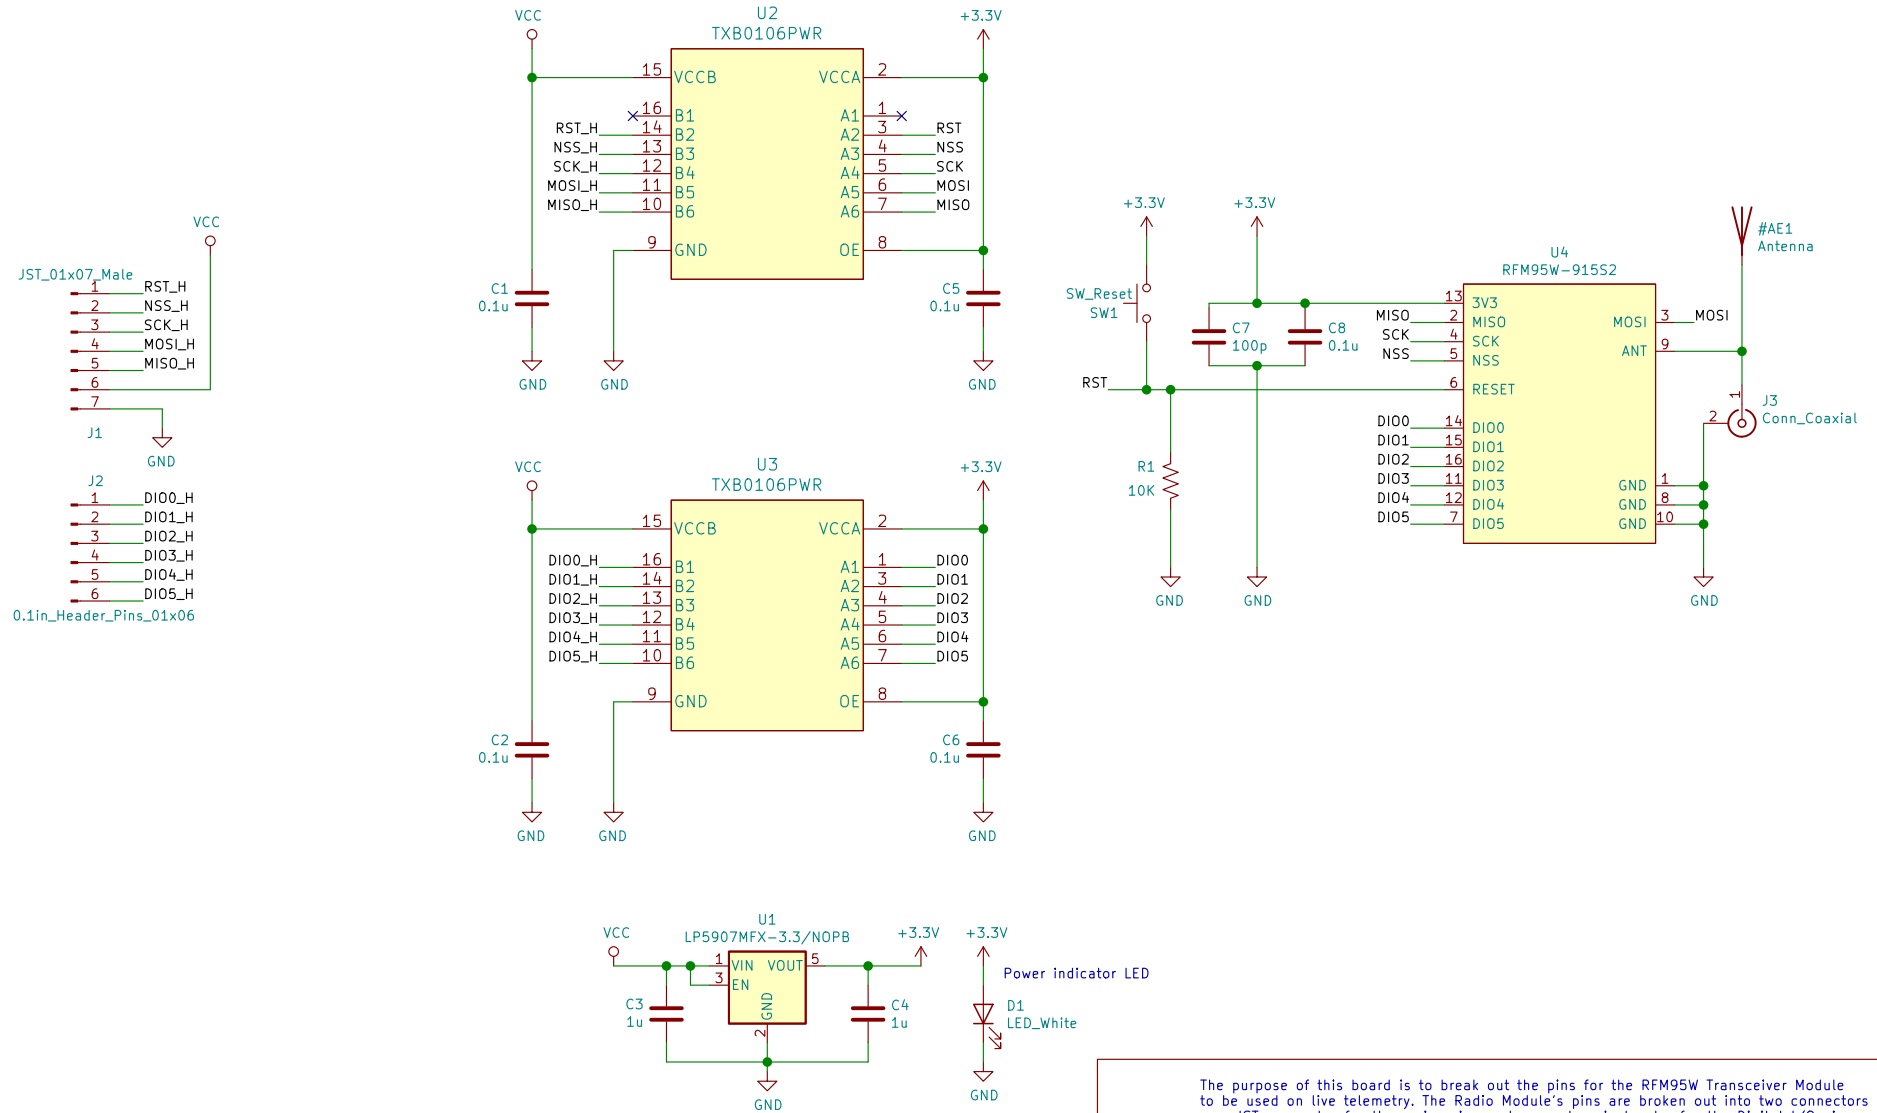 VCC
U2
TXB0106PWR
+3.3V
15
VCCB
VCCA
2
16
B1
A1
1
RST_H
14
B2
A2
3
RST
NSS_H
13
B3
A3
4
NSS
SCK_H
12
B4
A4
5
SCK
MOSI_H
11
B5
A5
6
MOSI
MISO_H
10
B6
A6
7
MISO
9
GND
OE
8
C1
0.1u
C5
0.1u
GND
GND
GND
VCC
JST_01x07_Male
1
RST_H
2
NSS_H
3
SCK_H
4
MOSI_H
5
MISO_H
6
7
J1
GND
J2
1
DIO0_H
2
DIO1_H
3
DIO2_H
4
DIO3_H
5
DIO4_H
6
DIO5_H
0.1in_Header_Pins_01x06
VCC
U3
TXB0106PWR
+3.3V
15
VCCB
VCCA
2
DIO0_H
16
B1
A1
1
DIO0
DIO1_H
14
B2
A2
3
DIO1
DIO2_H
13
B3
A3
4
DIO2
DIO3_H
12
B4
A4
5
DIO3
DIO4_H
11
B5
A5
6
DIO4
DIO5_H
10
B6
A6
7
DIO5
9
GND
OE
8
C2
0.1u
C6
0.1u
GND
GND
GND
+3.3V
+3.3V
SW_Reset
SW1
C7
100p
C8
0.1u
RST
R1
10K
GND
GND
#AE1
Antenna
U4
RFM95W-915S2
13
3V3
MISO
2
MISO
MOSI
3
MOSI
SCK
4
SCK
ANT
9
NSS
5
NSS
6
RESET
DIO0
14
DIO0
DIO1
15
DIO1
DIO2
16
DIO2
DIO3
11
DIO3
GND
1
DIO4
12
DIO4
GND
8
DIO5
7
DIO5
GND
10
1
2
J3
Conn_Coaxial
GND
VCC
U1
LP5907MFX-3.3/NOPB
+3.3V
1
VIN
VOUT
5
3
EN
GND
2
C3
1u
C4
1u
GND
+3.3V
Power indicator LED
D1
LED_White
GND
The purpose of this board is to break out the pins for the RFM95W Transceiver Module
to be used on live telemetry. The Radio Module's pins are broken out into two connectors